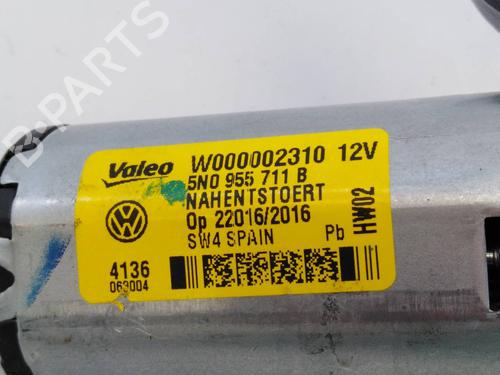 Valeo W000002310 12V
5N0 955 711 B
NAHENTSTOERT
Op 22016/2016
SW4 SPAIN Pb
HW02
4136
063004
B PARTS